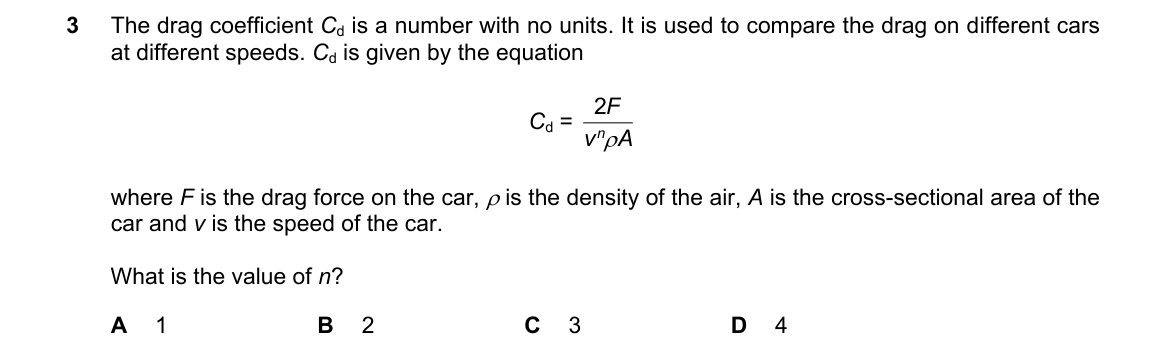 3 The drag coefficient Cd is a number with no units. It is used to compare the drag on different cars
at different speeds. Cd is given by the equation
Cd = 2F / vⁿρA
where F is the drag force on the car, ρ is the density of the air, A is the cross-sectional area of the
car and v is the speed of the car.
What is the value of n?
A 1 B 2 C 3 D 4